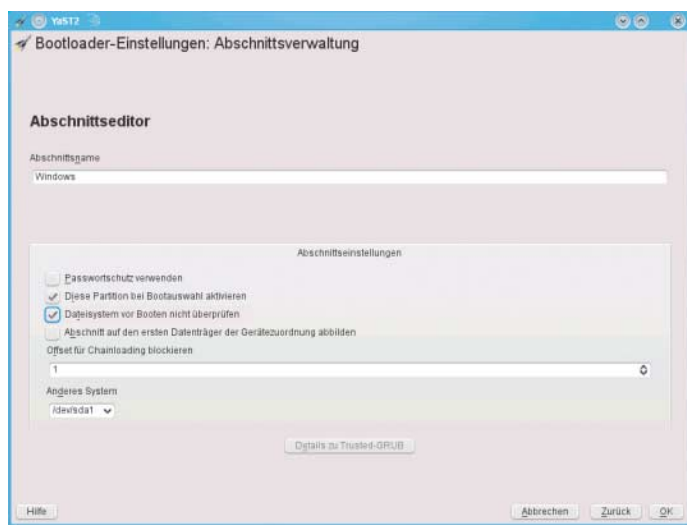 YaST2
Bootloader-Einstellungen: Abschnittsverwaltung
Abschnittseditor
Abschnittsname
Windows
Abschnittseinstellungen
Passwortschutz verwenden
Diese Partition bei Bootauswahl aktivieren
Dateisystem vor Booten nicht überprüfen
Abschnitt auf den ersten Datenträger der Gerätezuordnung abbilden
Offset für Chainloading blockieren
1
Anderes System
/dev/sda1
Details zu Trusted-GRUB
Hilfe
Abbrechen
Zurück
OK